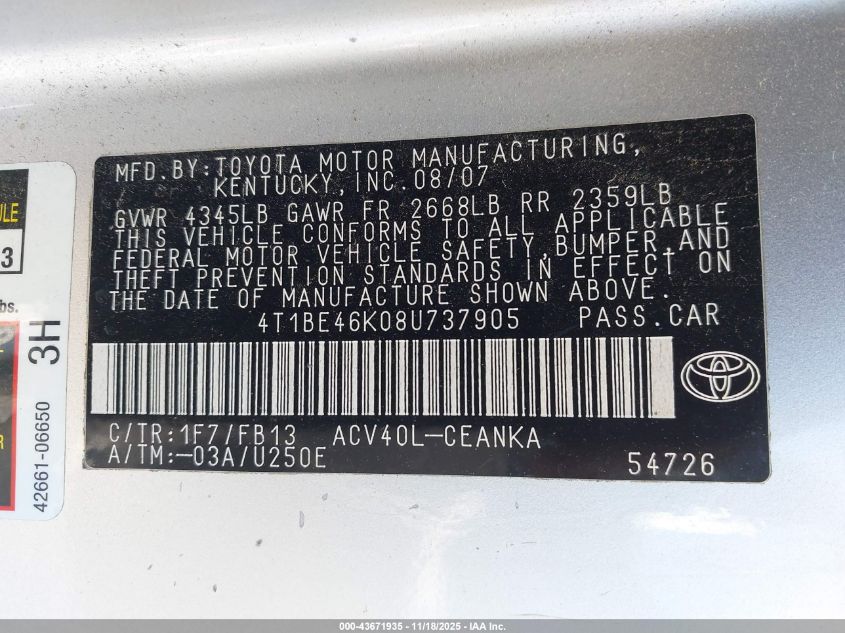 MFD.BY:TOYOTA MOTOR MANUFACTURING,
KENTUCKY, INC.08/07
GVWR 4345LB GAWR FR 2668LB RR 2359LB
THIS VEHICLE CONFORMS TO ALL APPLICABLE
FEDERAL MOTOR VEHICLE SAFETY,BUMPER,AND
THEFT PREVENTION STANDARDS IN EFFECT ON
THE DATE OF MANUFACTURE SHOWN ABOVE.
4T1BE46K08U737905 PASS.CAR
C/TR:1F7/FB13 ACV40L-CEANKA
A/TM:-03A/U250E
54726
3
bs.
3H
42661-06650
000-43671935 - 11/18/2025 - IAA Inc.